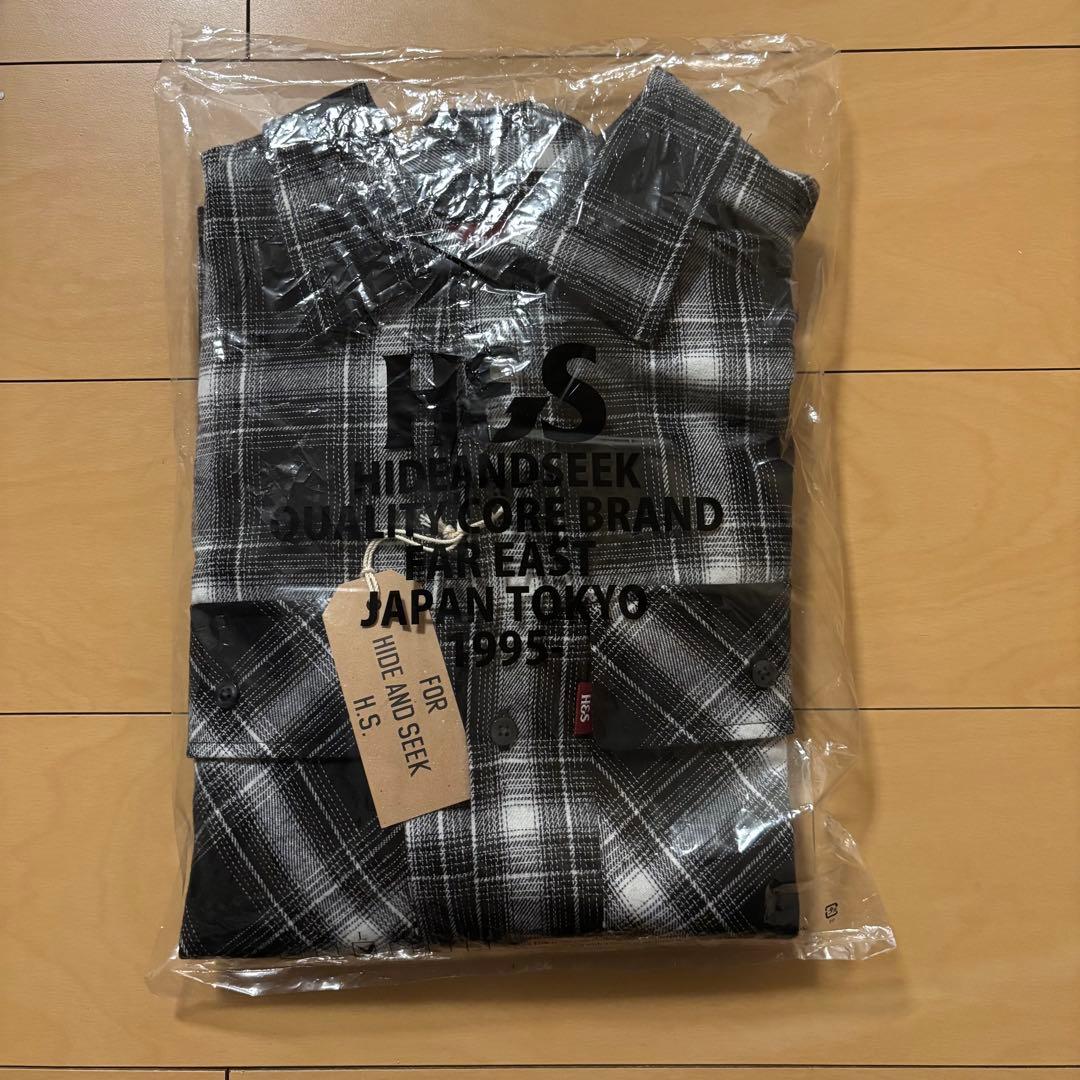 H&S
HIDEANDSEEK
QUALITY CORE BRAND
FAR EAST
JAPAN TOKYO
1995-
FOR
HIDE AND SEEK
H.S.
H&S